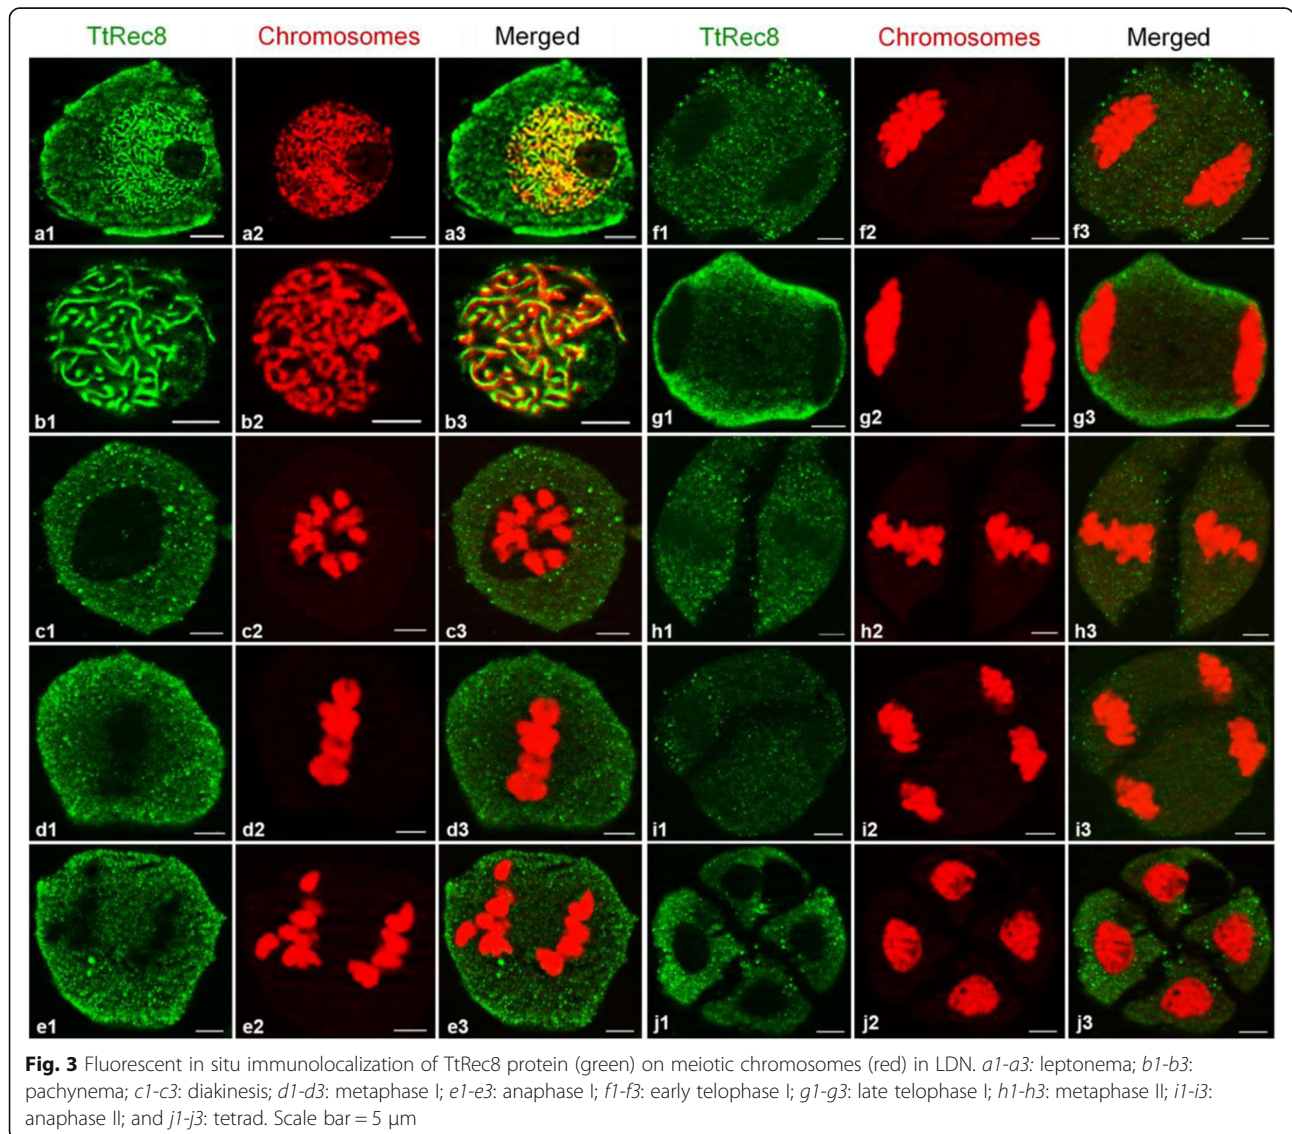 TtRec8 Chromosomes Merged TtRec8 Chromosomes Merged
a1 a2 a3 f1 f2 f3
b1 b2 b3 g1 g2 g3
c1 c2 c3 h1 h2 h3
d1 d2 d3 i1 i2 i3
e1 e2 e3 j1 j2 j3
Fig. 3 Fluorescent in situ immunolocalization of TtRec8 protein (green) on meiotic chromosomes (red) in LDN. a1-a3: leptonema; b1-b3:
pachynema; c1-c3: diakinesis; d1-d3: metaphase I; e1-e3: anaphase I; f1-f3: early telophase I; g1-g3: late telophase I; h1-h3: metaphase II; i1-i3:
anaphase II; and j1-j3: tetrad. Scale bar = 5 μm